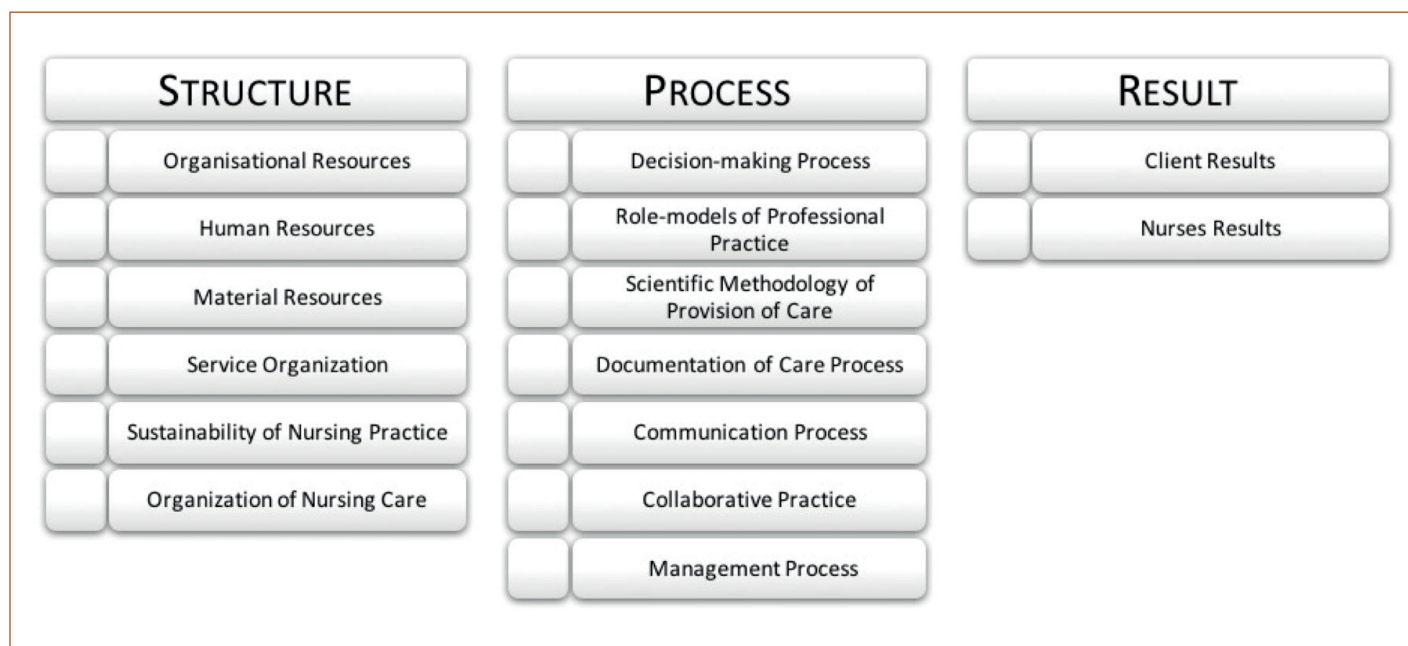 STRUCTURE
Organisational Resources
Human Resources
Material Resources
Service Organization
Sustainability of Nursing Practice
Organization of Nursing Care
PROCESS
Decision-making Process
Role-models of Professional
Practice
Scientific Methodology of
Provision of Care
Documentation of Care Process
Communication Process
Collaborative Practice
Management Process
RESULT
Client Results
Nurses Results